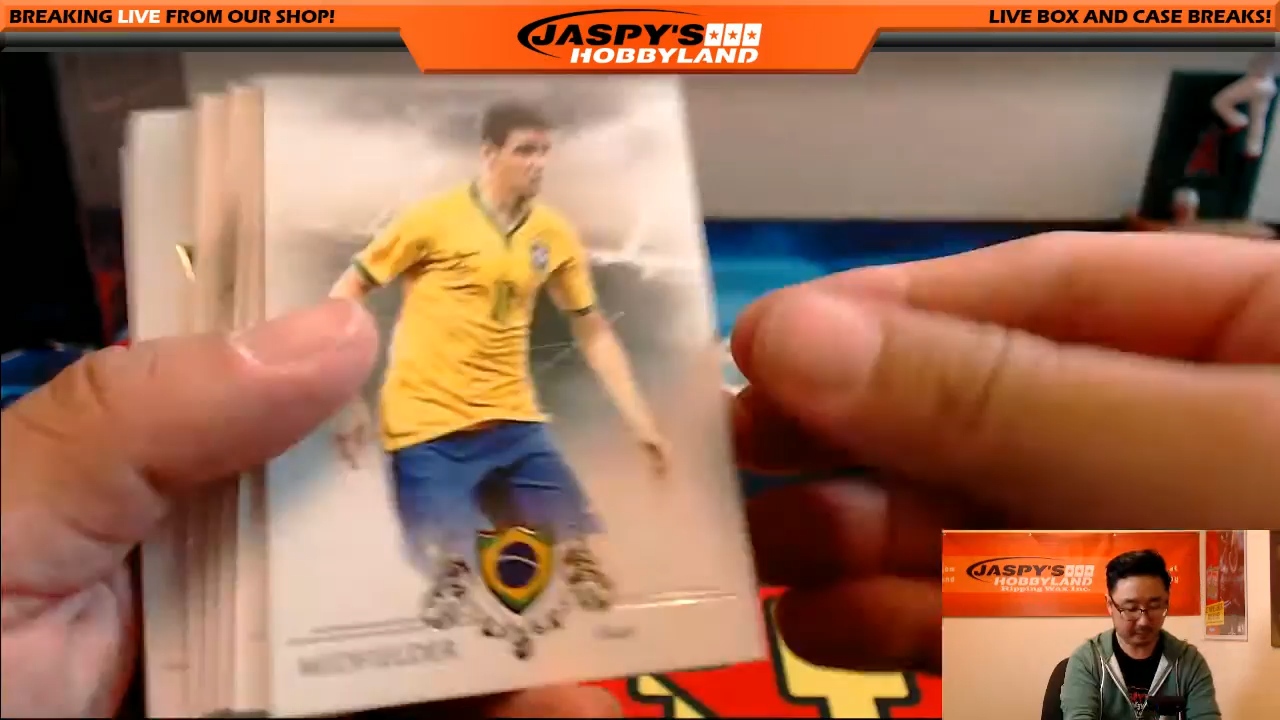 BREAKING LIVE FROM OUR SHOP!
JASPY'S
HOBBYLAND
LIVE BOX AND CASE BREAKS!
MIDFIELDER
JASPY'S
HOBBYLAND
Ripping Wax Inc.